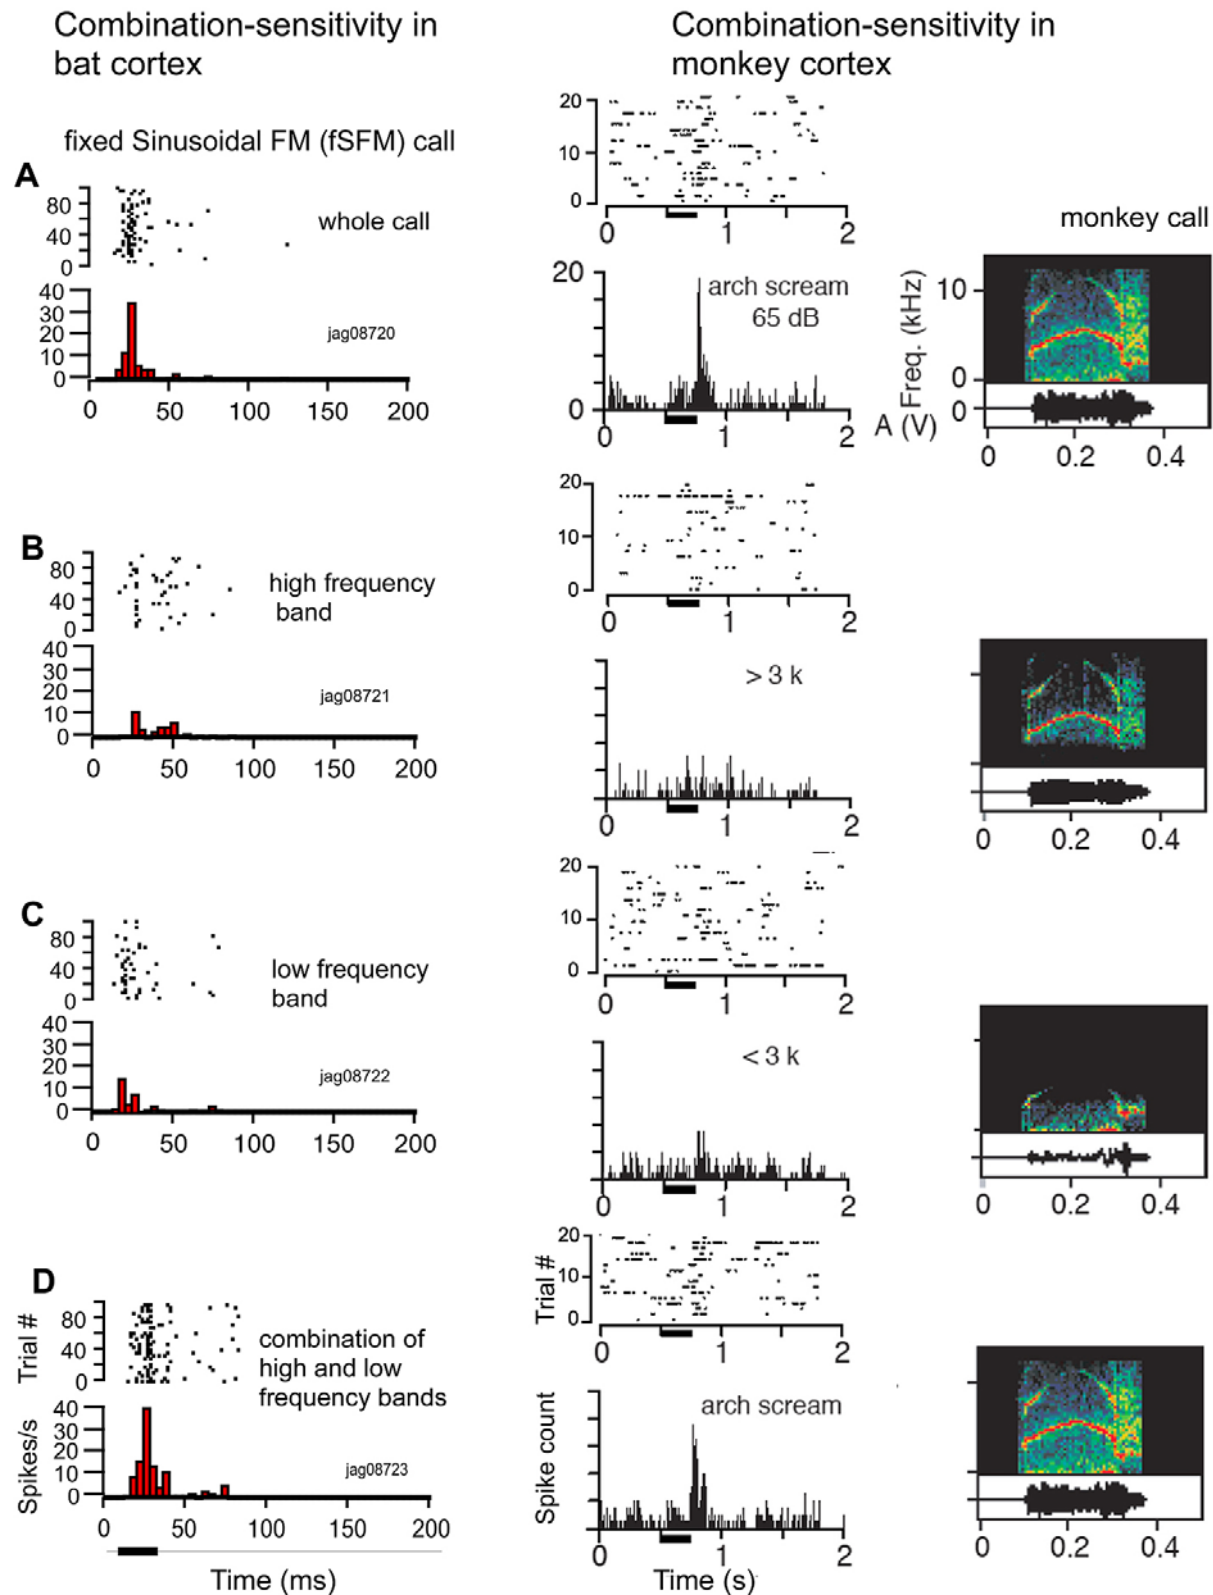 Combination-sensitivity in
bat cortex
Combination-sensitivity in
monkey cortex
fixed Sinusoidal FM (fSFM) call
A
80
40
0
whole call
40
30
20
10
0
jag08720
0 50 100 150 200
20
10
0
0 1 2
20
0
arch scream
65 dB
0 1 2
monkey call
Freq. (kHz)
10
0
0
A (V)
0 0.2 0.4
B
80
40
0
high frequency
band
40
30
20
10
0
jag08721
0 50 100 150 200
20
10
0
0 1 2
> 3 k
0 1 2
0 0.2 0.4
C
80
40
0
low frequency
band
40
30
20
10
0
jag08722
0 50 100 150 200
20
10
0
0 1 2
< 3 k
0 1 2
0 0.2 0.4
D
Trial #
80
40
0
combination of
high and low
frequency bands
Spikes/s
40
30
20
10
0
jag08723
0 50 100 150 200
Time (ms)
Trial #
20
10
0
0 1 2
Spike count
arch scream
0 1 2
Time (s)
0 0.2 0.4